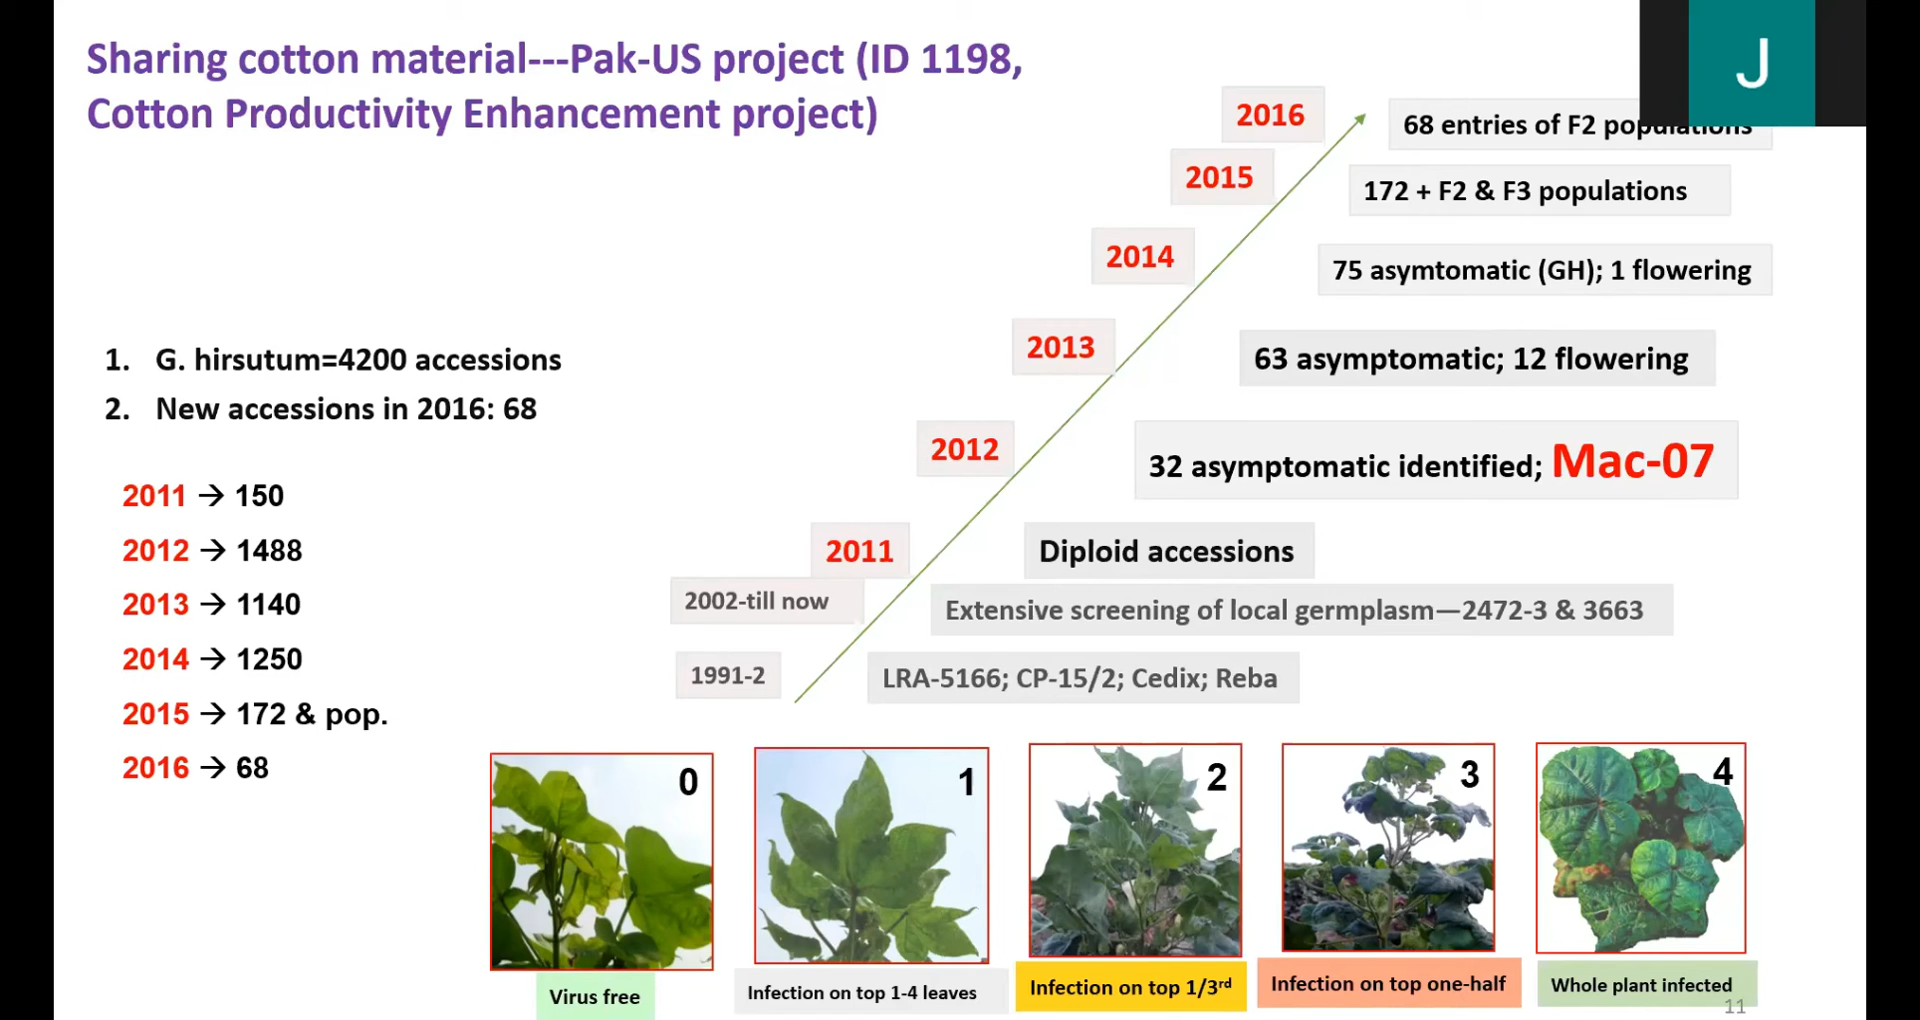 Sharing cotton material---Pak-US project (ID 1198,
Cotton Productivity Enhancement project)
J
2016
68 entries of F2 populations
2015
172 + F2 & F3 populations
2014
75 asymtomatic (GH); 1 flowering
2013
63 asymptomatic; 12 flowering
2012
32 asymptomatic identified; Mac-07
2011
Diploid accessions
2002-till now
Extensive screening of local germplasm—2472-3 & 3663
1991-2
LRA-5166; CP-15/2; Cedix; Reba
1. G. hirsutum=4200 accessions
2. New accessions in 2016: 68
2011 → 150
2012 → 1488
2013 → 1140
2014 → 1250
2015 → 172 & pop.
2016 → 68
0
1
2
3
4
Virus free
Infection on top 1-4 leaves
Infection on top 1/3rd
Infection on top one-half
Whole plant infected
11